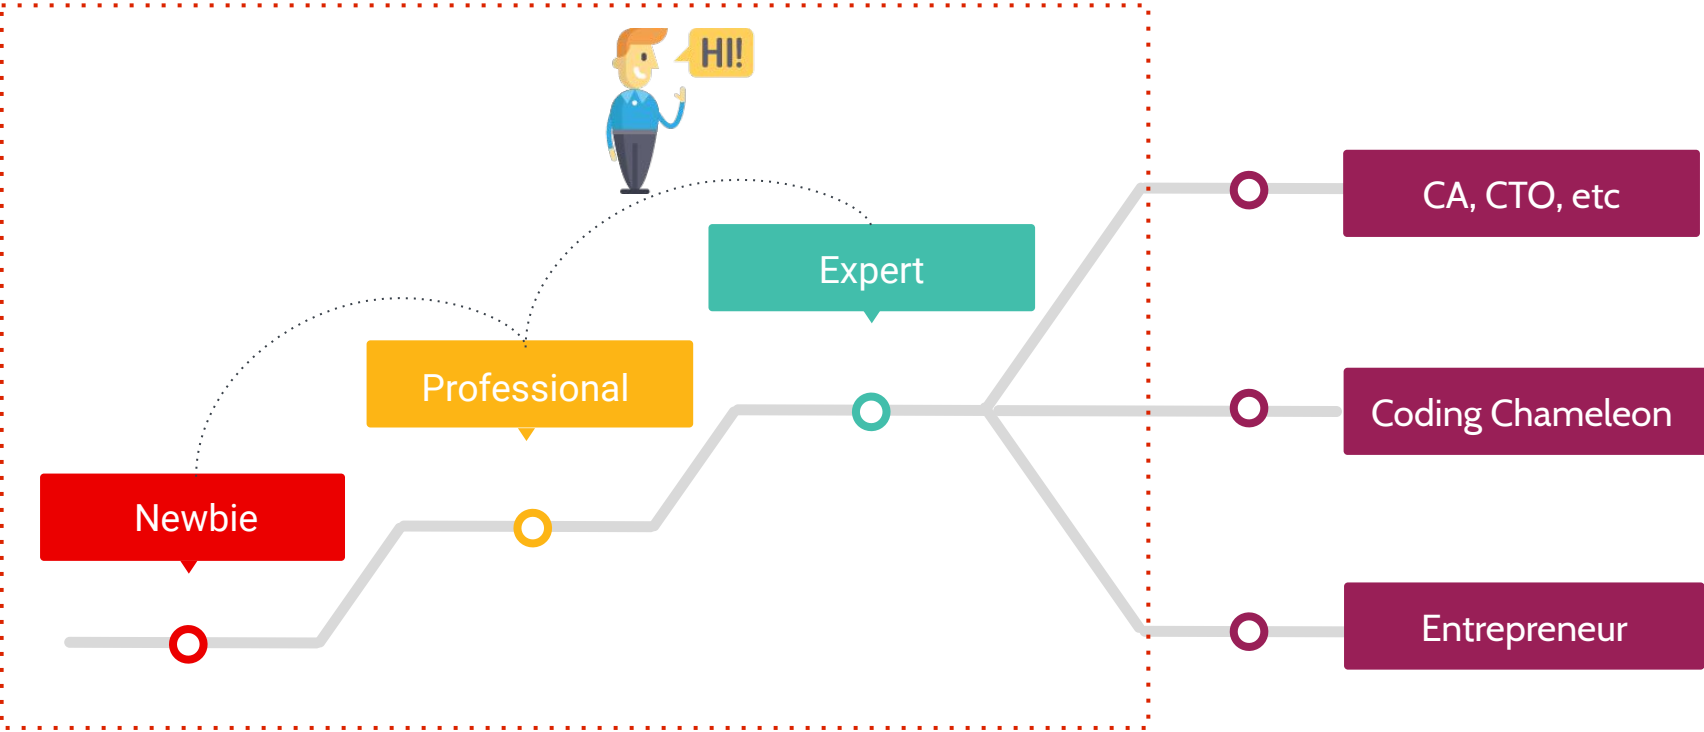 HI!
CA, CTO, etc
Expert
Professional
Coding Chameleon
Newbie
Entrepreneur